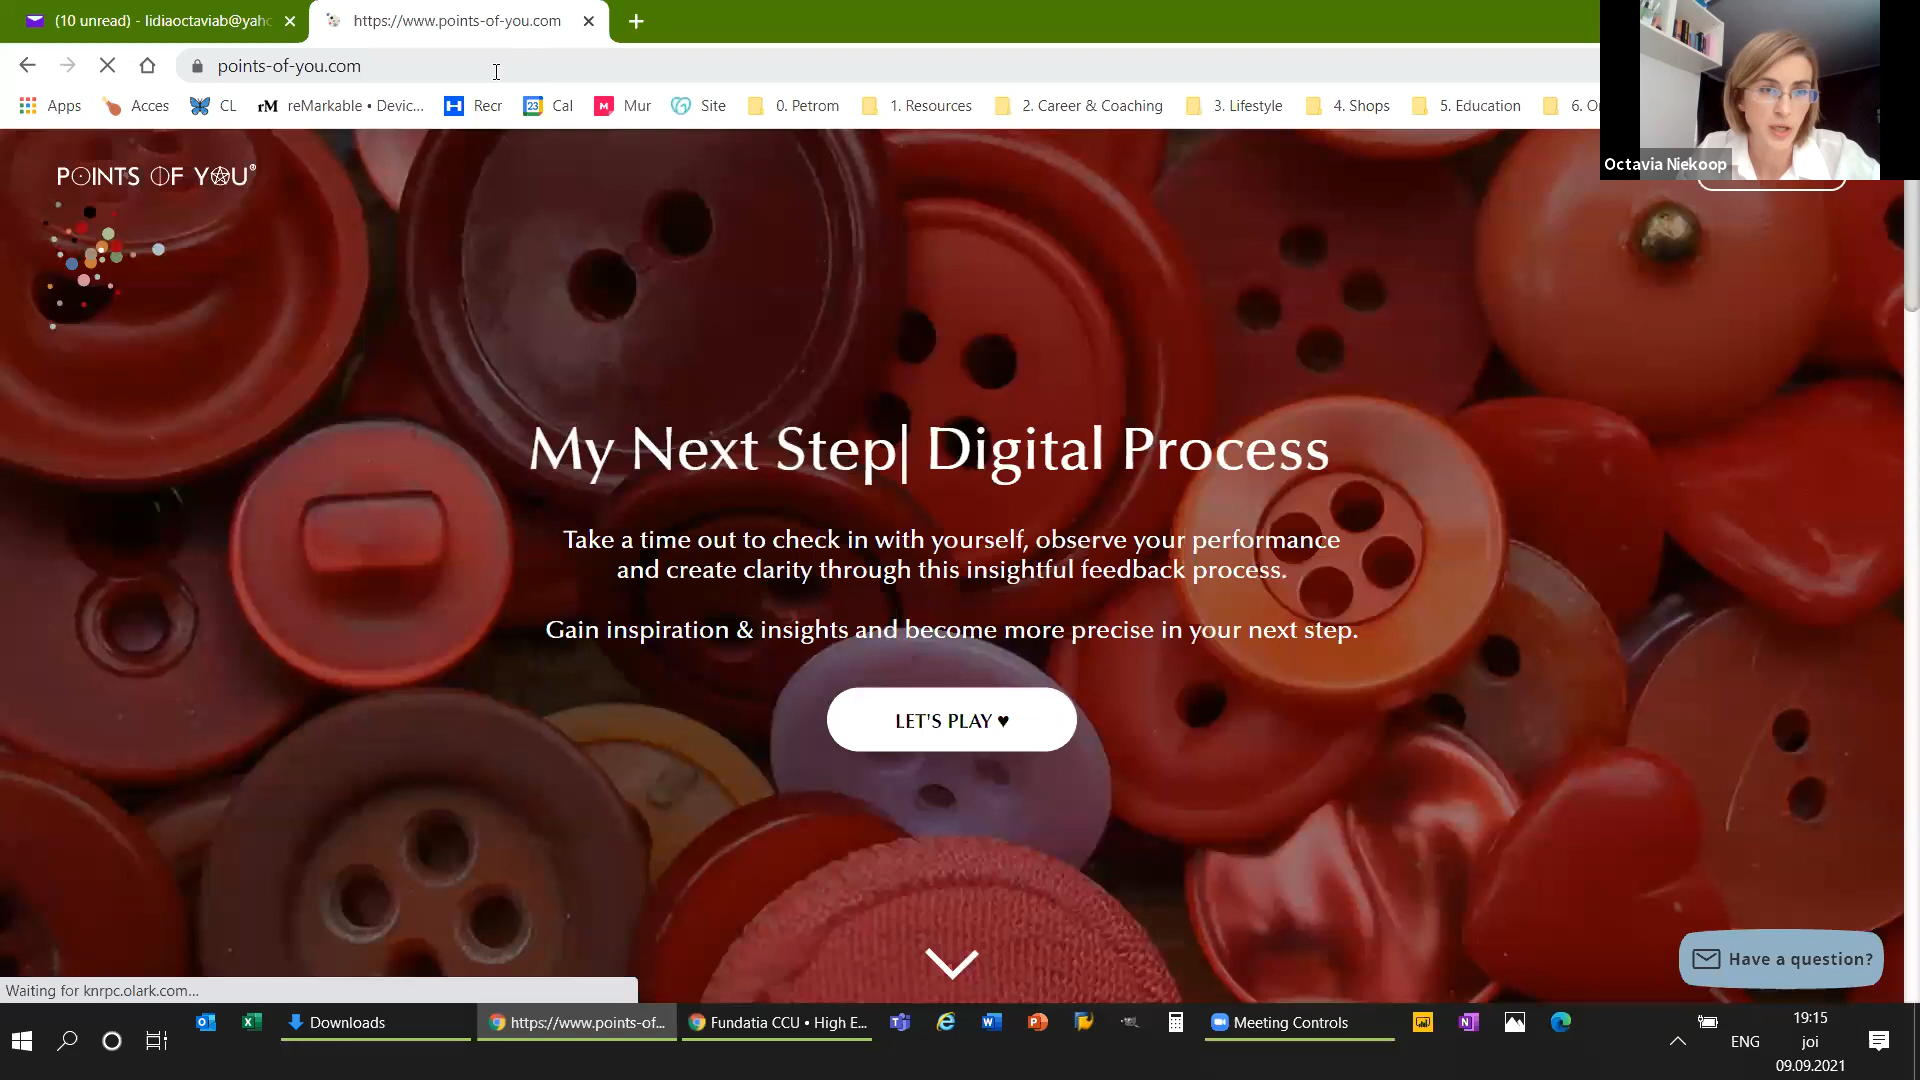 (10 unread) - lidiaoctaviab@yaho
https://www.points-of-you.com
points-of-you.com
Apps
Acces
CL
rM reMarkable • Devic...
Recr
23 Cal
M Mur
Site
0. Petrom
1. Resources
2. Career & Coaching
3. Lifestyle
4. Shops
5. Education
6. O
Octavia Niekoop
POINTS OF YOU®
My Next Step| Digital Process
Take a time out to check in with yourself, observe your performance
and create clarity through this insightful feedback process.
Gain inspiration & insights and become more precise in your next step.
LET'S PLAY ♥
Have a question?
Waiting for knrpc.olark.com...
Downloads
https://www.points-of...
Fundatia CCU • High E...
Meeting Controls
ENG
19:15
joi
09.09.2021